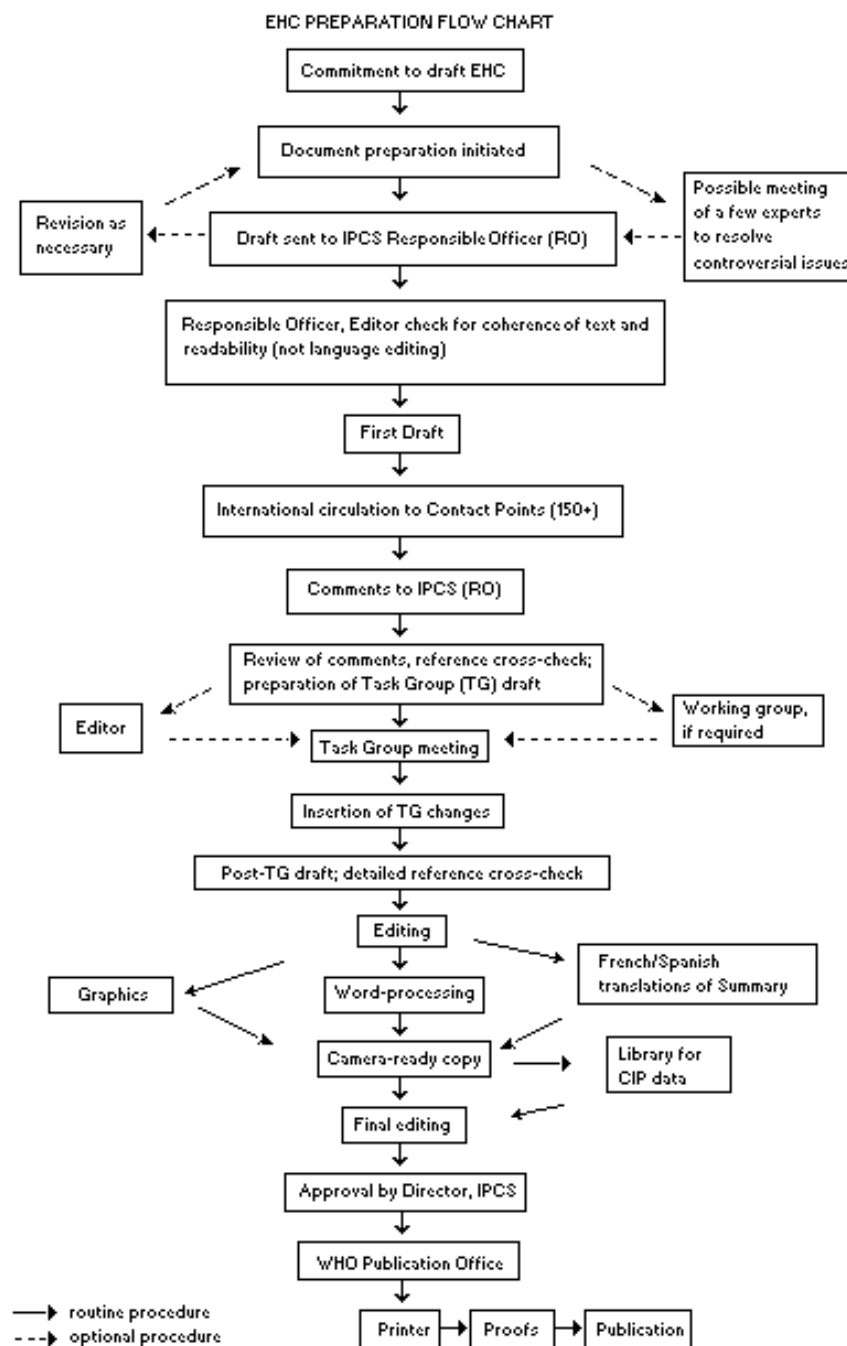 EHC PREPARATION FLOW CHART
Commitment to draft EHC
Document preparation initiated
Possible meeting
of a few experts
to resolve
controversial issues
Revision as
necessary
Draft sent to IPCS Responsible Officer (RO)
Responsible Officer, Editor check for coherence of text and
readability (not language editing)
First Draft
International circulation to Contact Points (150+)
Comments to IPCS (RO)
Review of comments, reference cross-check;
preparation of Task Group (TG) draft
Editor
Working group,
if required
Task Group meeting
Insertion of TG changes
Post-TG draft; detailed reference cross-check
Editing
French/Spanish
translations of Summary
Graphics
Word-processing
Camera-ready copy
Library for
CIP data
Final editing
Approval by Director, IPCS
WHO Publication Office
routine procedure
optional procedure
Printer
Proofs
Publication